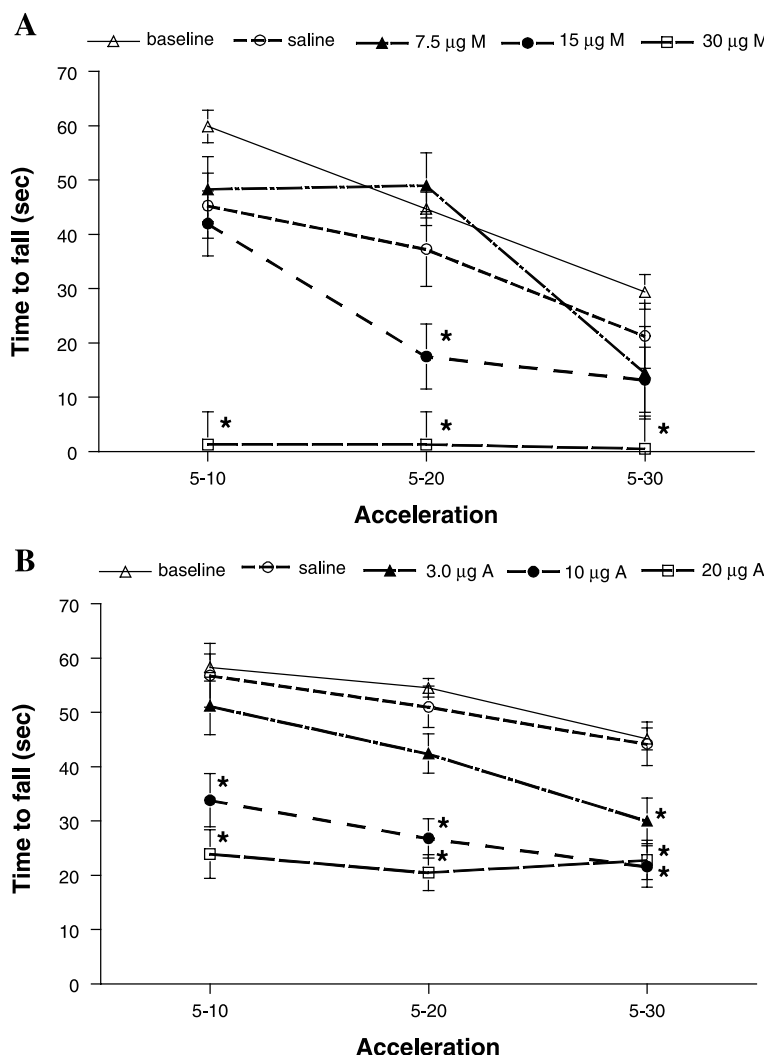 A
baseline saline 7.5 μg M 15 μg M 30 μg M
70
60
50
40
30
20
10
0
Time to fall (sec)
* * *
*
5-10 5-20 5-30
Acceleration
B
baseline saline 3.0 μg A 10 μg A 20 μg A
70
60
50
40
30
20
10
0
Time to fall (sec)
* * *
* * *
*
5-10 5-20 5-30
Acceleration